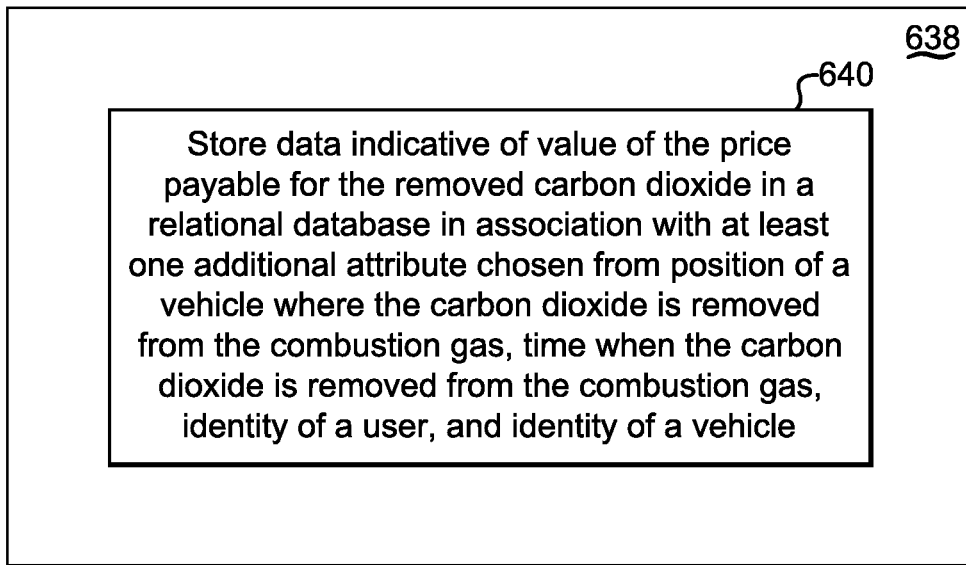 638
640
Store data indicative of value of the price
payable for the removed carbon dioxide in a
relational database in association with at least
one additional attribute chosen from position of a
vehicle where the carbon dioxide is removed
from the combustion gas, time when the carbon
dioxide is removed from the combustion gas,
identity of a user, and identity of a vehicle